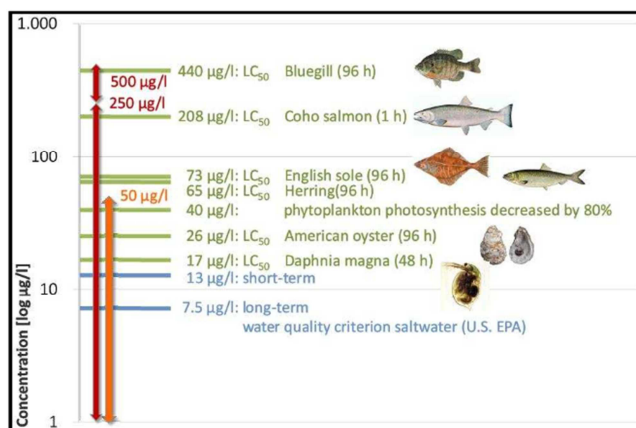 1.000
440 µg/l: LC50 Bluegill (96 h)
500 µg/l
250 µg/l
208 µg/l: LC50 Coho salmon (1 h)
100
73 µg/l: LC50 English sole (96 h)
65 µg/l: LC50 Herring(96 h)
50 µg/l
40 µg/l: phytoplankton photosynthesis decreased by 80%
26 µg/l: LC50 American oyster (96 h)
17 µg/l: LC50 Daphnia magna (48 h)
13 µg/l: short-term
10
7.5 µg/l: long-term
water quality criterion saltwater (U.S. EPA)
1
Concentration [log µg/l]